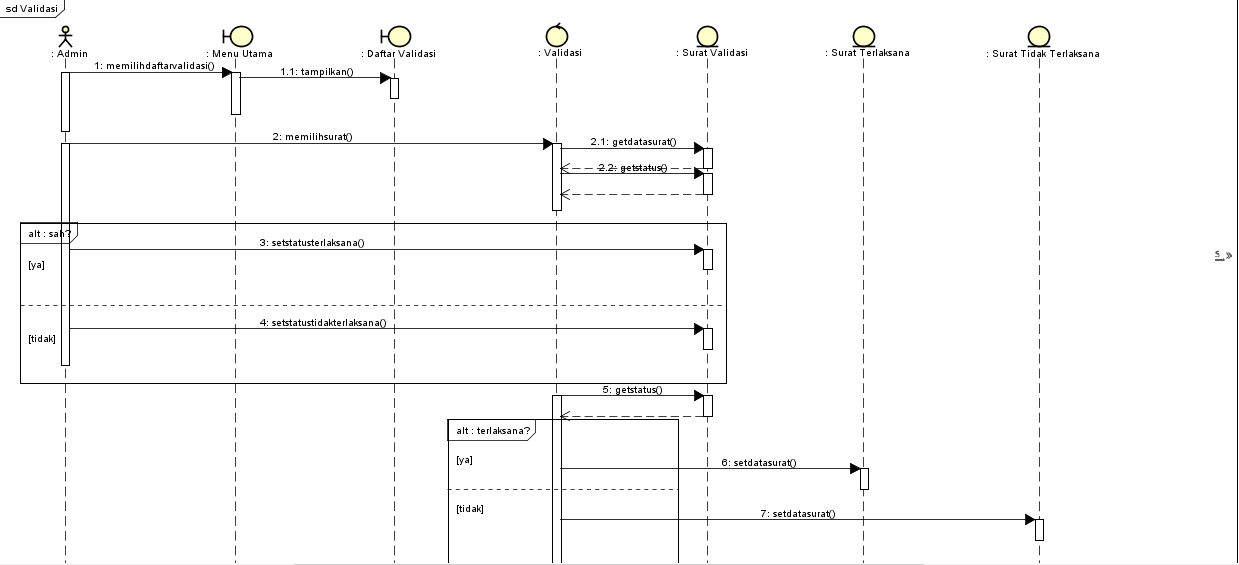 sd Validasi
: Admin
: Menu Utama
: Daftar Validasi
: Validasi
: Surat Validasi
: Surat Terlaksana
: Surat Tidak Terlaksana
1: memilihdaftarvalidasi()
1.1: tampilkan()
2: memilihsurat()
2.1: getdatasurat()
2.2: getstatus()
alt : sah?
3: setstatusterlaksana()
s
[ya]
4: setstatustidakterlaksana()
[tidak]
5: getstatus()
alt : terlaksana?
[ya]
6: setdatasurat()
[tidak]
7: setdatasurat()